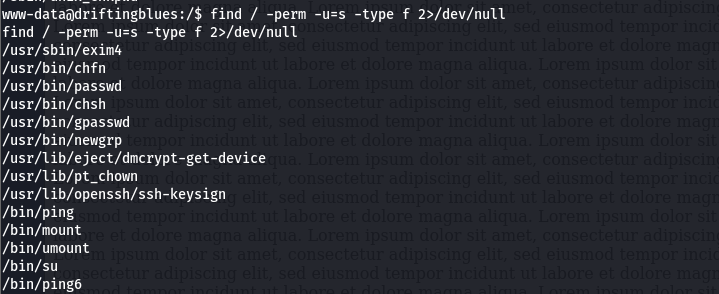 www-data@driftingblues:/$ find / -perm -u=s -type f 2>/dev/null
find / -perm -u=s -type f 2>/dev/null
/usr/sbin/exim4
/usr/bin/chfn
/usr/bin/passwd
/usr/bin/chsh
/usr/bin/gpasswd
/usr/bin/newgrp
/usr/lib/eject/dmcrypt-get-device
/usr/lib/pt_chown
/usr/lib/openssh/ssh-keysign
/bin/ping
/bin/mount
/bin/umount
/bin/su
/bin/ping6